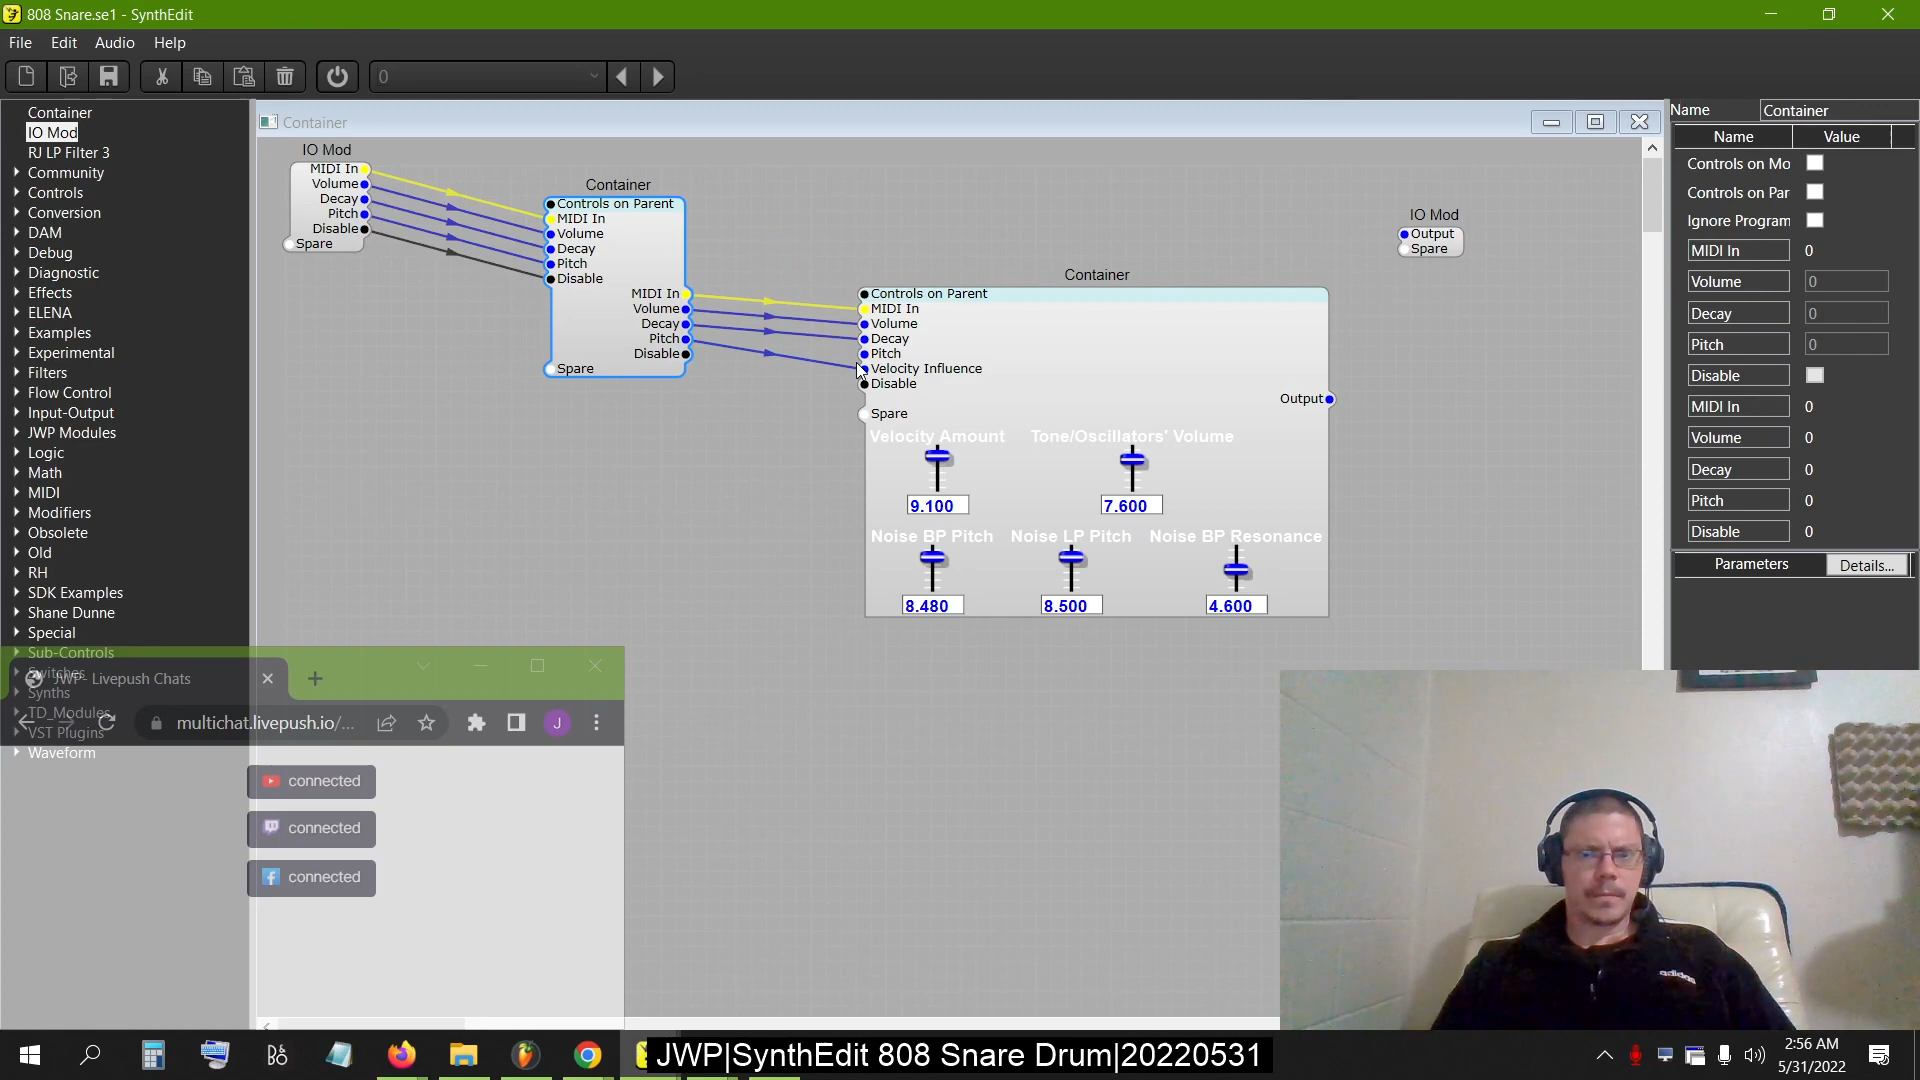 808 Snare.se1 - SynthEdit
File Edit Audio Help
0
Container
IO Mod
RJ LP Filter 3
Community
Controls
Conversion
DAM
Debug
Diagnostic
Effects
ELENA
Examples
Experimental
Filters
Flow Control
Input-Output
JWP Modules
Logic
Math
MIDI
Modifiers
Obsolete
Old
RH
SDK Examples
Shane Dunne
Special
Sub-Controls
Switches
Synths
TD_Modules
VST Plugins
Waveform
Container
IO Mod
MIDI In
Volume
Decay
Pitch
Disable
Spare
Container
Controls on Parent
MIDI In
Volume
Decay
Pitch
Disable
MIDI In
Volume
Decay
Pitch
Disable
Spare
Container
Controls on Parent
MIDI In
Volume
Decay
Pitch
Velocity Influence
Disable
Output
Spare
Velocity Amount Tone/Oscillators' Volume
9.100 7.600
Noise BP Pitch Noise LP Pitch Noise BP Resonance
8.480 8.500 4.600
IO Mod
Output
Spare
Name Container
Name Value
Controls on Mo
Controls on Par
Ignore Program
MIDI In 0
Volume 0
Decay 0
Pitch 0
Disable
MIDI In 0
Volume 0
Decay 0
Pitch 0
Disable 0
Parameters Details...
JWP - Livepush Chats
multichat.livepush.io/...
J
connected
connected
connected
adidas
JWP|SynthEdit 808 Snare Drum|20220531
2:56 AM
5/31/2022